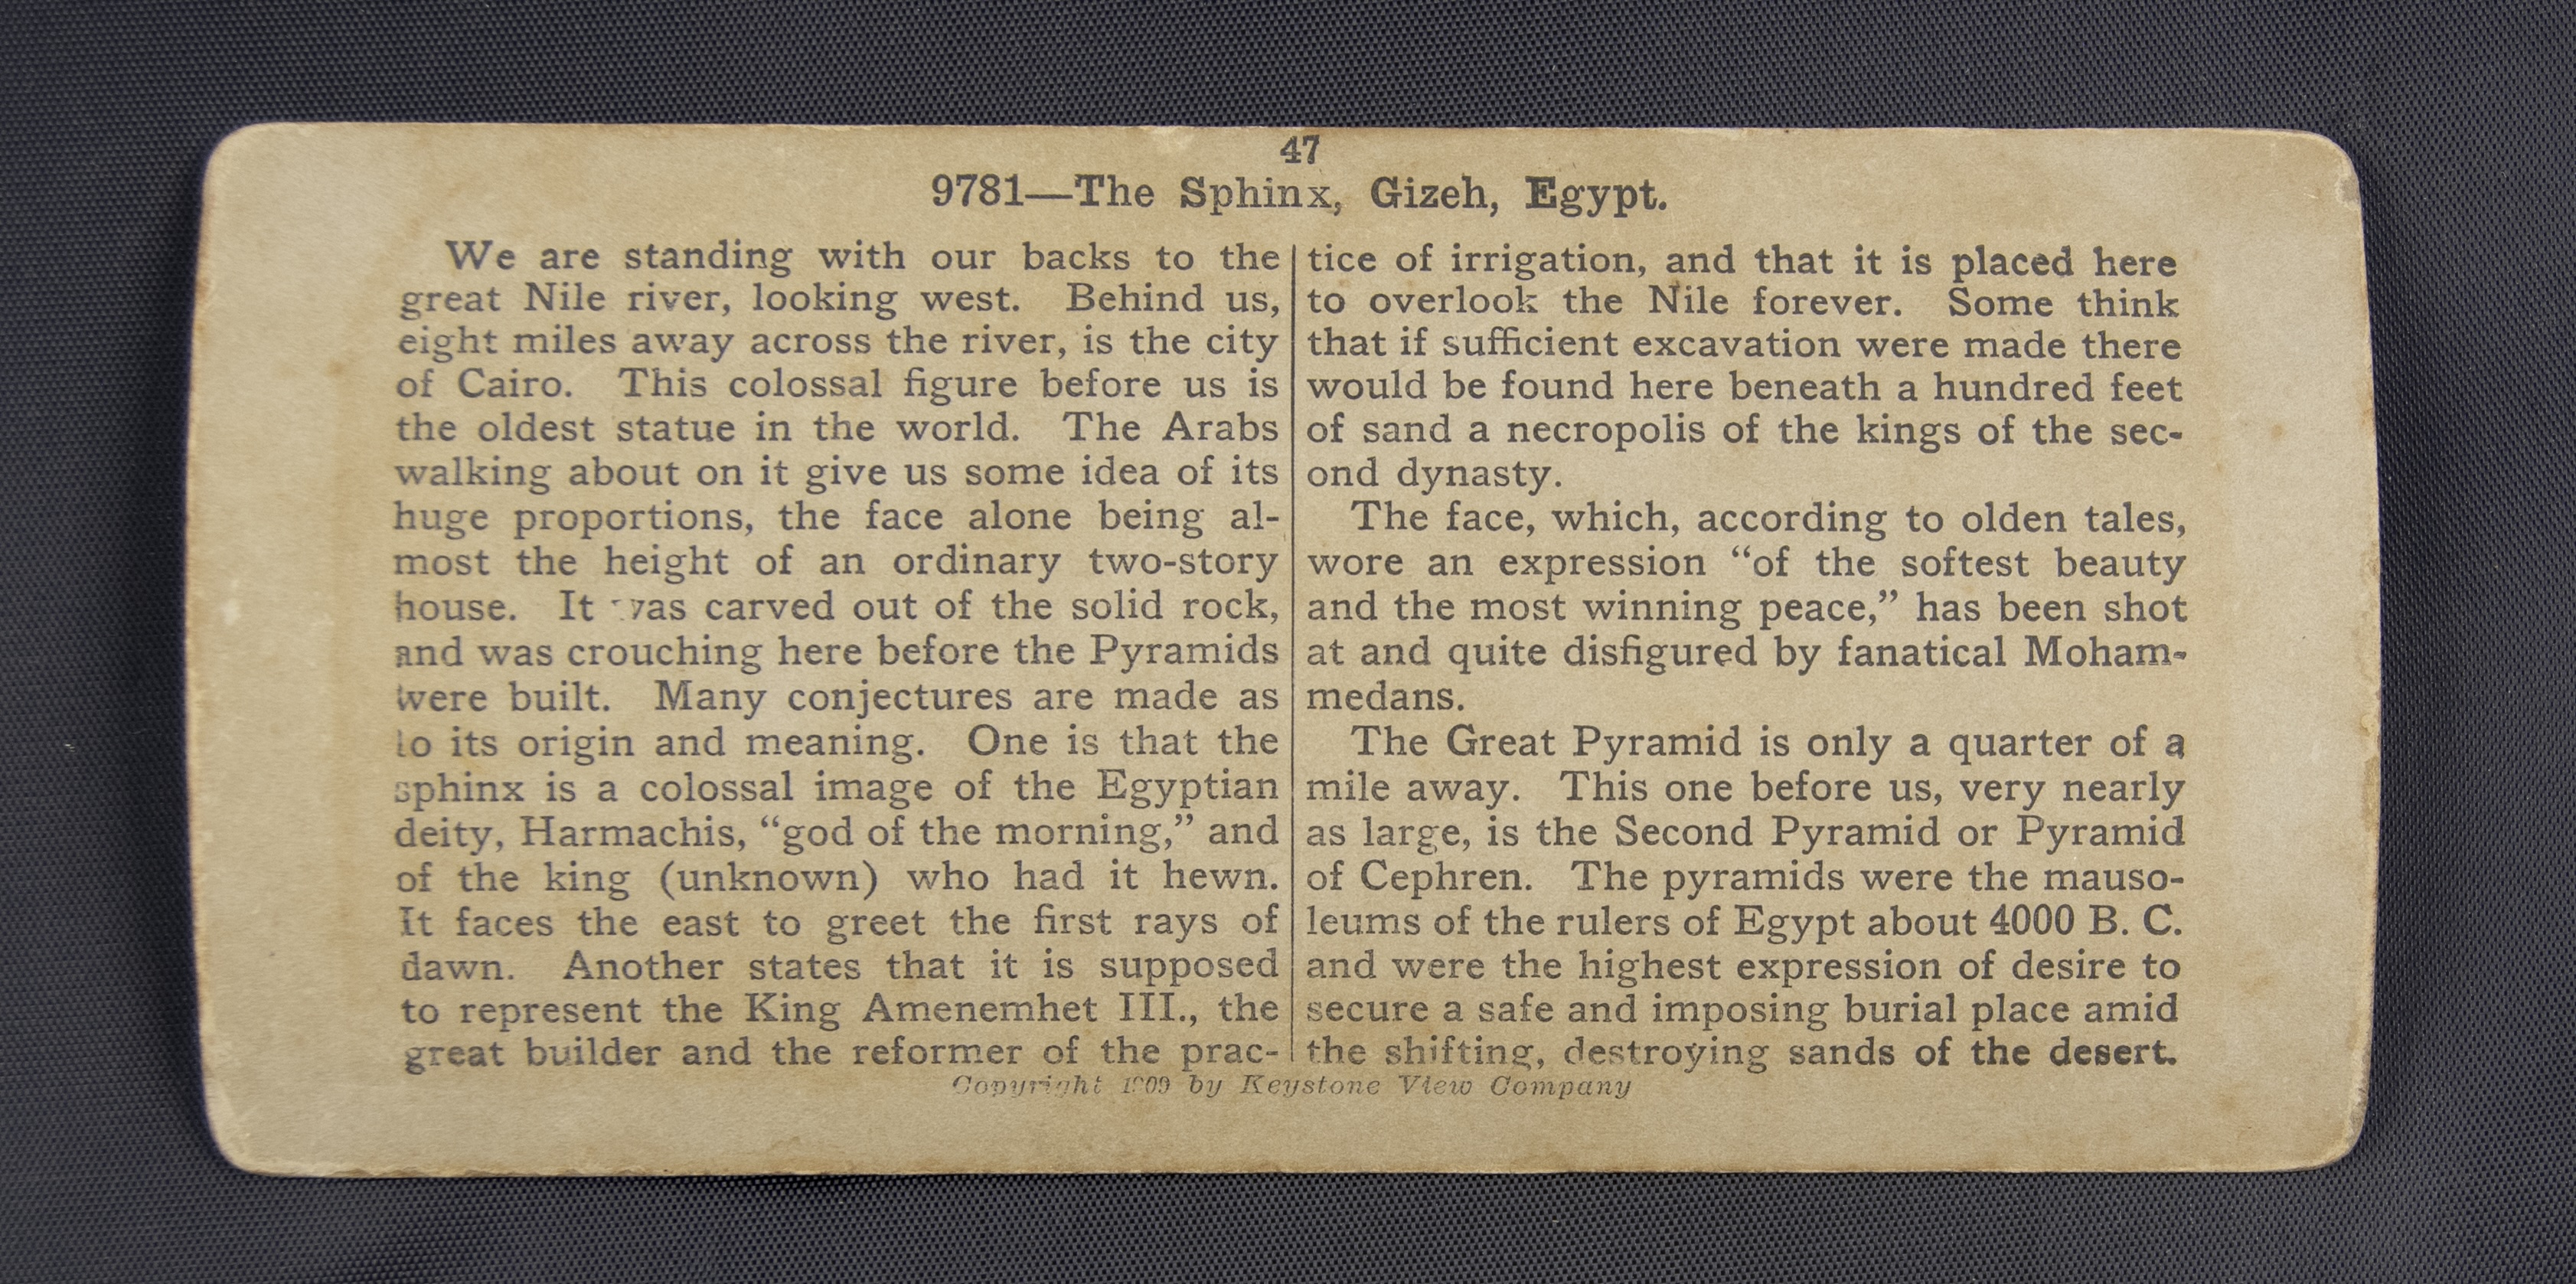 47
9781—The Sphinx, Gizeh, Egypt.
We are standing with our backs to the
great Nile river, looking west. Behind us,
eight miles away across the river, is the city
of Cairo. This colossal figure before us is
the oldest statue in the world. The Arabs
walking about on it give us some idea of its
huge proportions, the face alone being al-
most the height of an ordinary two-story
house. It was carved out of the solid rock,
and was crouching here before the Pyramids
were built. Many conjectures are made as
to its origin and meaning. One is that the
sphinx is a colossal image of the Egyptian
deity, Harmachis, “god of the morning,” and
of the king (unknown) who had it hewn.
It faces the east to greet the first rays of
dawn. Another states that it is supposed
to represent the King Amenemhet III., the
great builder and the reformer of the prac-
tice of irrigation, and that it is placed here
to overlook the Nile forever. Some think
that if sufficient excavation were made there
would be found here beneath a hundred feet
of sand a necropolis of the kings of the sec-
ond dynasty.
The face, which, according to olden tales,
wore an expression “of the softest beauty
and the most winning peace,” has been shot
at and quite disfigured by fanatical Moham-
medans.
The Great Pyramid is only a quarter of a
mile away. This one before us, very nearly
as large, is the Second Pyramid or Pyramid
of Cephren. The pyramids were the mauso-
leums of the rulers of Egypt about 4000 B. C.
and were the highest expression of desire to
secure a safe and imposing burial place amid
the shifting, destroying sands of the desert.
Copyright 1909 by Keystone View Company